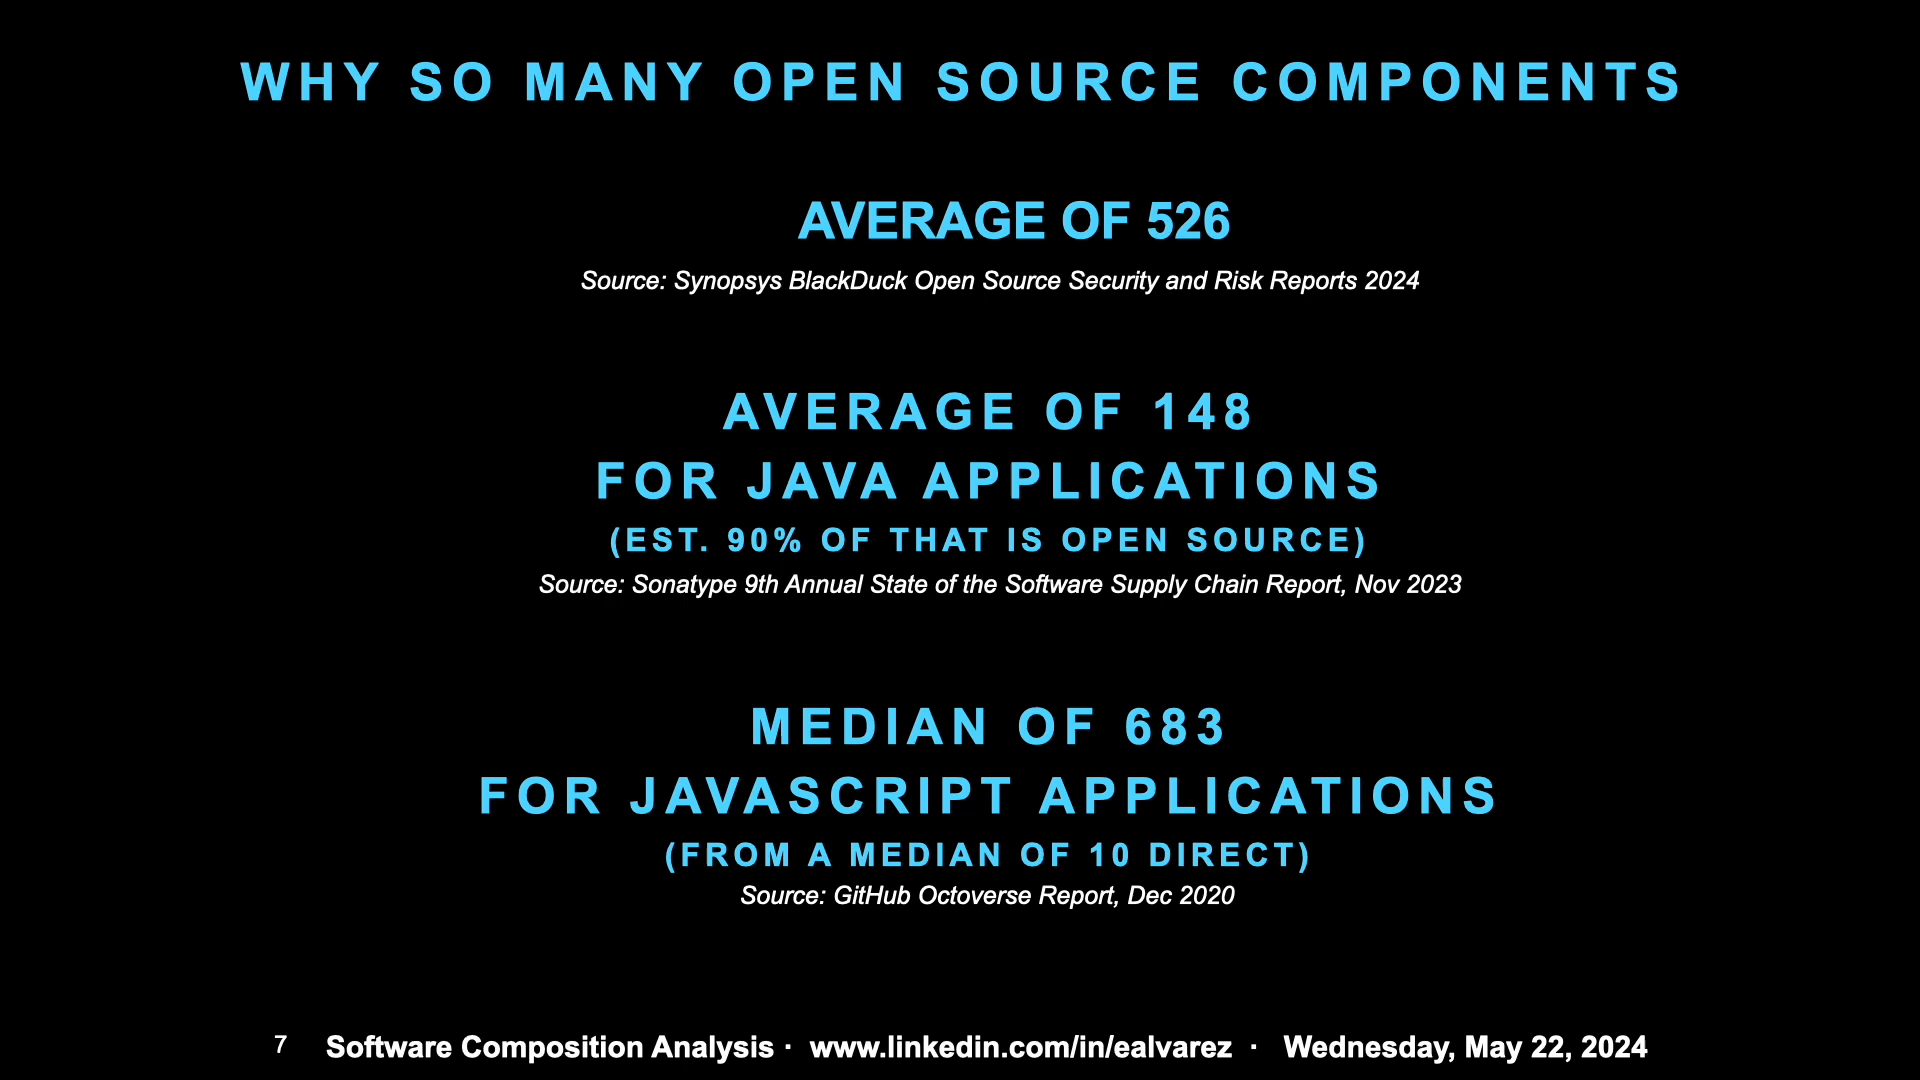 WHY SO MANY OPEN SOURCE COMPONENTS
AVERAGE OF 526
Source: Synopsys BlackDuck Open Source Security and Risk Reports 2024
AVERAGE OF 148
FOR JAVA APPLICATIONS
(EST. 90% OF THAT IS OPEN SOURCE)
Source: Sonatype 9th Annual State of the Software Supply Chain Report, Nov 2023
MEDIAN OF 683
FOR JAVASCRIPT APPLICATIONS
(FROM A MEDIAN OF 10 DIRECT)
Source: GitHub Octoverse Report, Dec 2020
7 Software Composition Analysis · www.linkedin.com/in/ealvarez · Wednesday, May 22, 2024